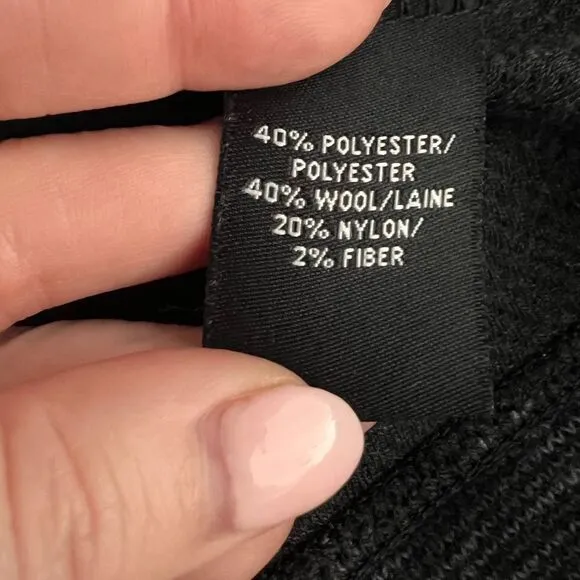 40% POLYESTER/
POLYESTER
40% WOOL/LAINE
20% NYLON/
2% FIBER